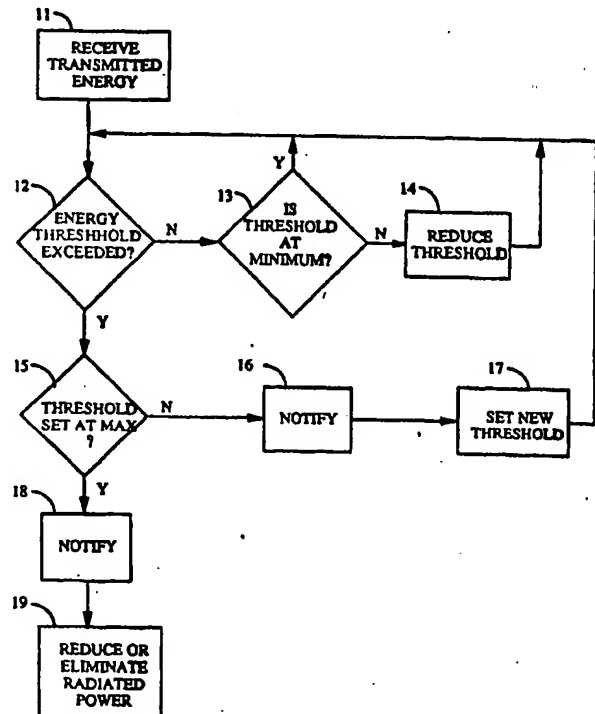 11
RECEIVE
TRANSMITTED
ENERGY
12
ENERGY
THRESHHOLD
EXCEEDED?
N
Y
13
IS
THRESHOLD
AT
MINIMUM?
Y
N
14
REDUCE
THRESHOLD
15
THRESHOLD
SET AT MAX
?
N
Y
16
NOTIFY
17
SET NEW
THRESHOLD
18
NOTIFY
19
REDUCE OR
ELIMINATE
RADIATED
POWER